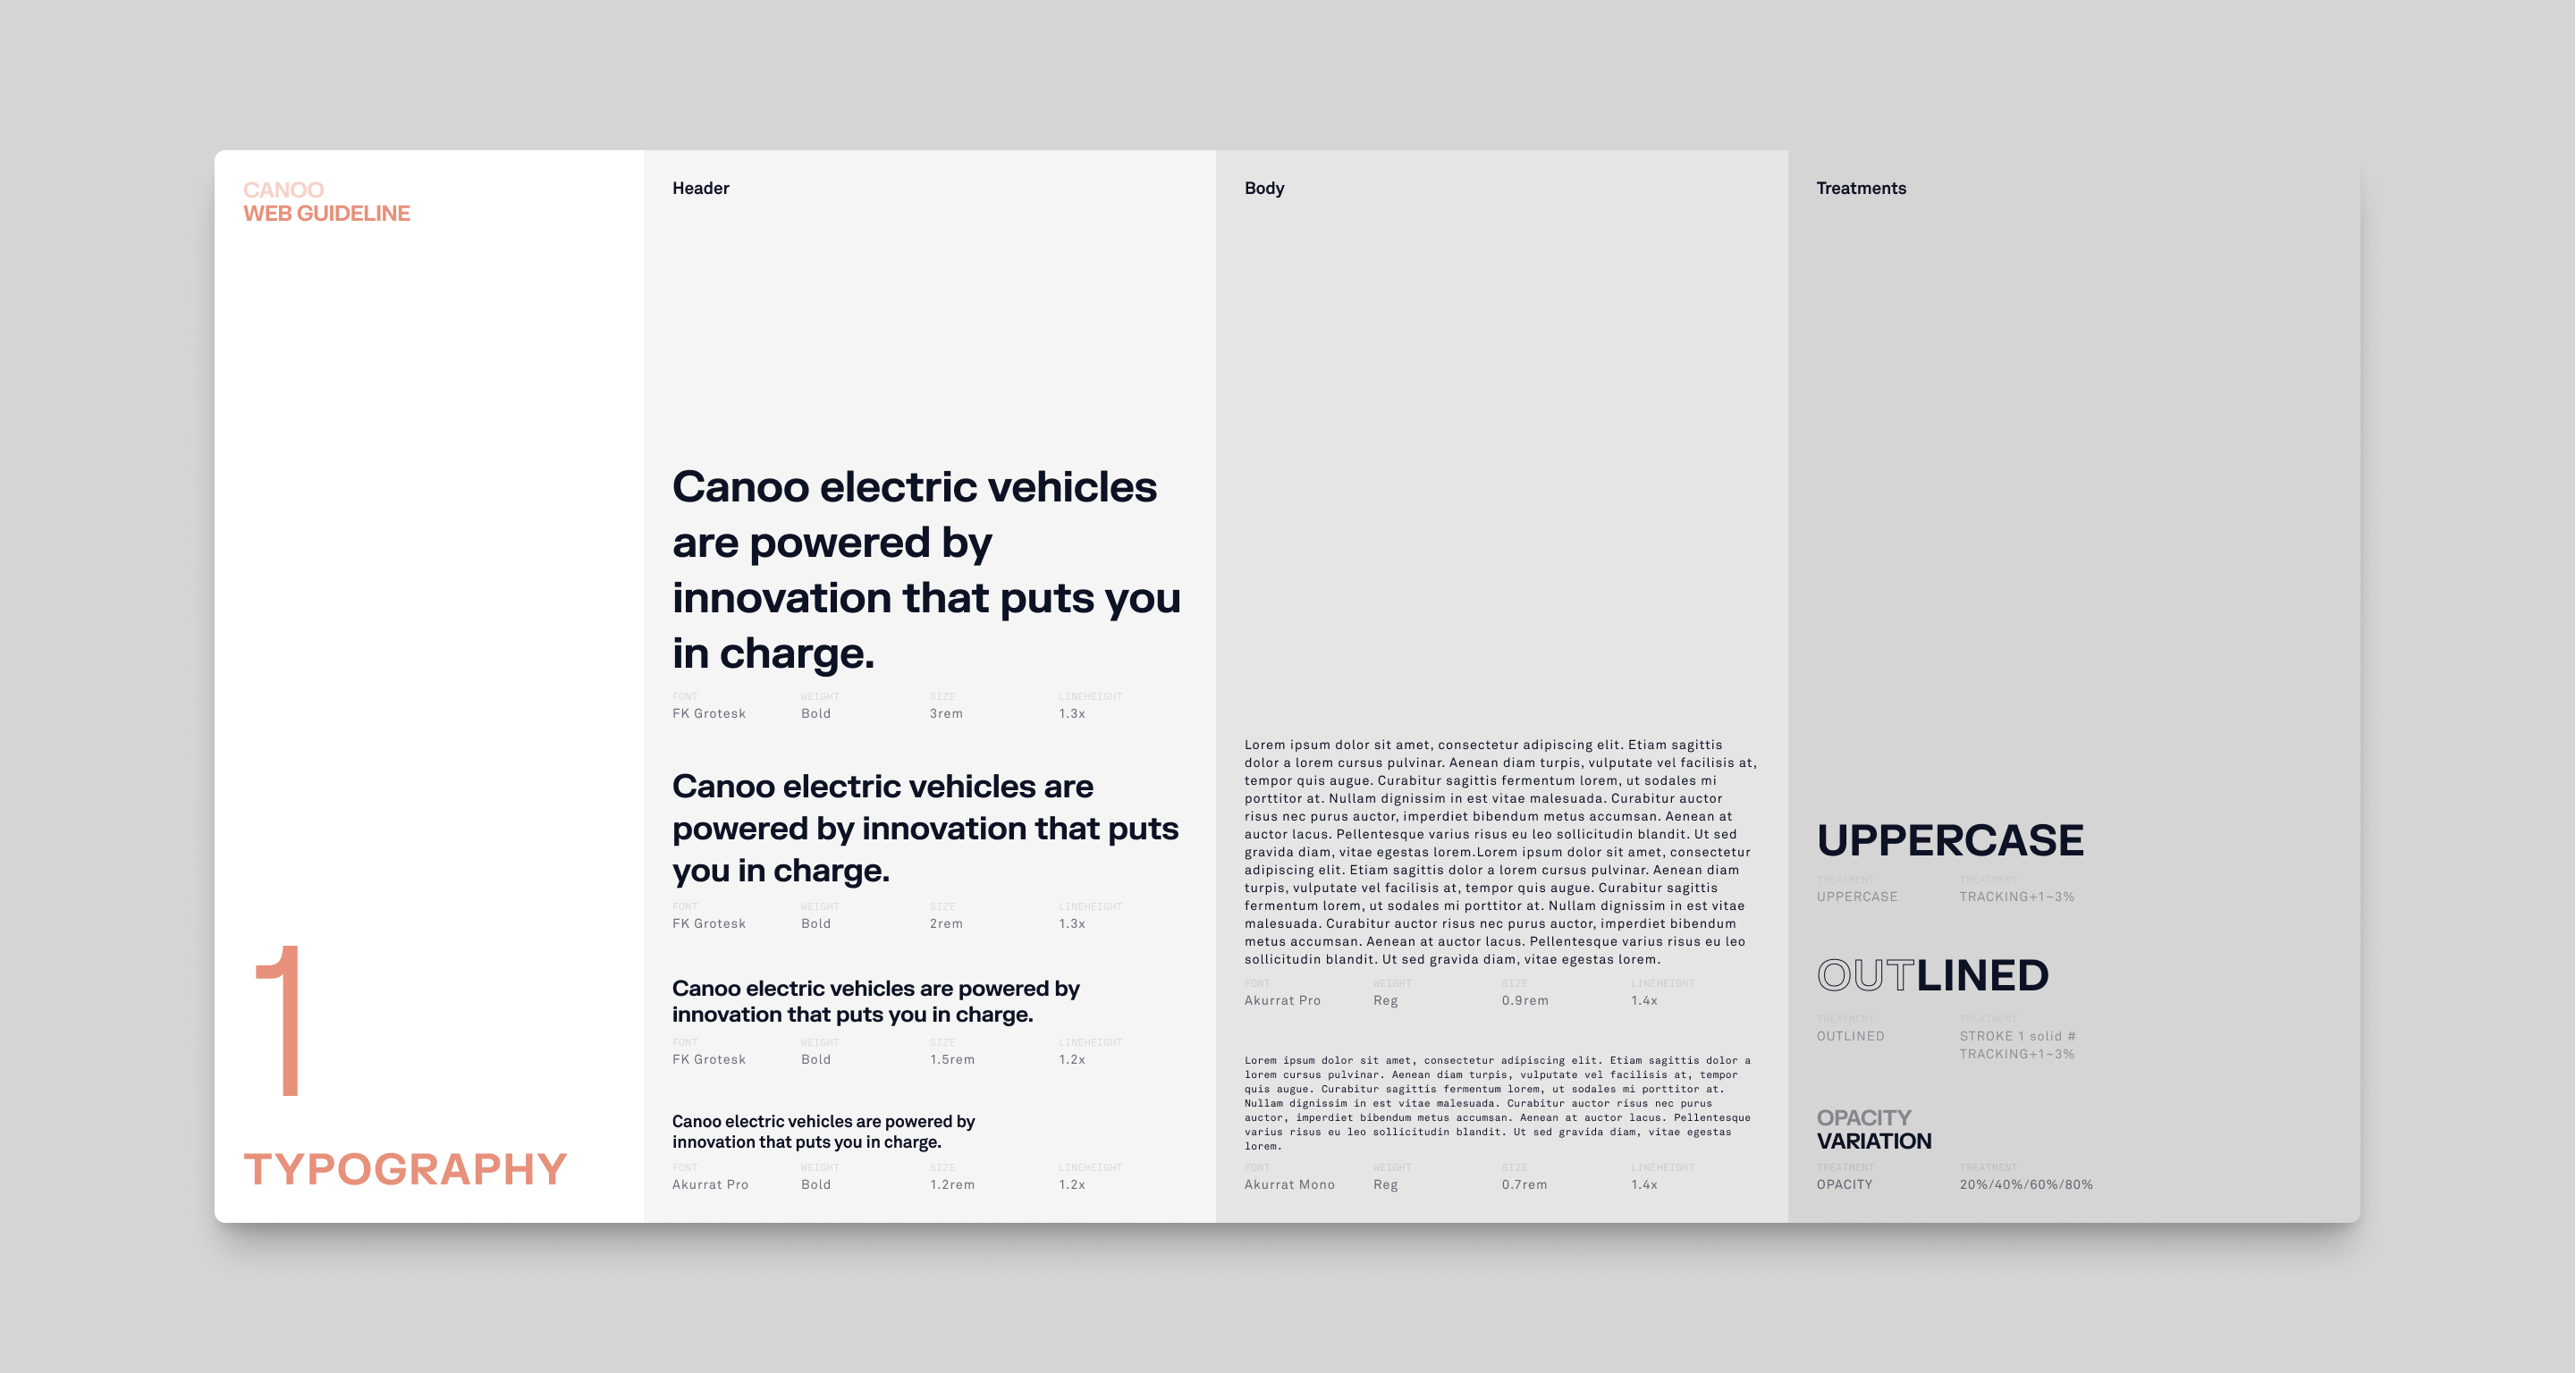 CANOO
WEB GUIDELINE
1
TYPOGRAPHY
Header
Canoo electric vehicles
are powered by
innovation that puts you
in charge.
FONT WEIGHT SIZE LINEHEIGHT
FK Grotesk Bold 3rem 1.3x
Canoo electric vehicles are
powered by innovation that puts
you in charge.
FONT WEIGHT SIZE LINEHEIGHT
FK Grotesk Bold 2rem 1.3x
Canoo electric vehicles are powered by
innovation that puts you in charge.
FONT WEIGHT SIZE LINEHEIGHT
FK Grotesk Bold 1.5rem 1.2x
Canoo electric vehicles are powered by
innovation that puts you in charge.
FONT WEIGHT SIZE LINEHEIGHT
Akurrat Pro Bold 1.2rem 1.2x
Body
Lorem ipsum dolor sit amet, consectetur adipiscing elit. Etiam sagittis
dolor a lorem cursus pulvinar. Aenean diam turpis, vulputate vel facilisis at,
tempor quis augue. Curabitur sagittis fermentum lorem, ut sodales mi
porttitor at. Nullam dignissim in est vitae malesuada. Curabitur auctor
risus nec purus auctor, imperdiet bibendum metus accumsan. Aenean at
auctor lacus. Pellentesque varius risus eu leo sollicitudin blandit. Ut sed
gravida diam, vitae egestas lorem.Lorem ipsum dolor sit amet, consectetur
adipiscing elit. Etiam sagittis dolor a lorem cursus pulvinar. Aenean diam
turpis, vulputate vel facilisis at, tempor quis augue. Curabitur sagittis
fermentum lorem, ut sodales mi porttitor at. Nullam dignissim in est vitae
malesuada. Curabitur auctor risus nec purus auctor, imperdiet bibendum
metus accumsan. Aenean at auctor lacus. Pellentesque varius risus eu leo
sollicitudin blandit. Ut sed gravida diam, vitae egestas lorem.
FONT WEIGHT SIZE LINEHEIGHT
Akurrat Pro Reg 0.9rem 1.4x
Lorem ipsum dolor sit amet, consectetur adipiscing elit. Etiam sagittis dolor a
lorem cursus pulvinar. Aenean diam turpis, vulputate vel facilisis at, tempor
quis augue. Curabitur sagittis fermentum lorem, ut sodales mi porttitor at.
Nullam dignissim in est vitae malesuada. Curabitur auctor risus nec purus
auctor, imperdiet bibendum metus accumsan. Aenean at auctor lacus. Pellentesque
varius risus eu leo sollicitudin blandit. Ut sed gravida diam, vitae egestas
lorem.
FONT WEIGHT SIZE LINEHEIGHT
Akurrat Mono Reg 0.7rem 1.4x
Treatments
UPPERCASE
TREATMENT TREATMENT
UPPERCASE TRACKING+1~3%
OUTLINED
TREATMENT TREATMENT
OUTLINED STROKE 1 solid #
TRACKING+1~3%
OPACITY
VARIATION
TREATMENT TREATMENT
OPACITY 20%/40%/60%/80%